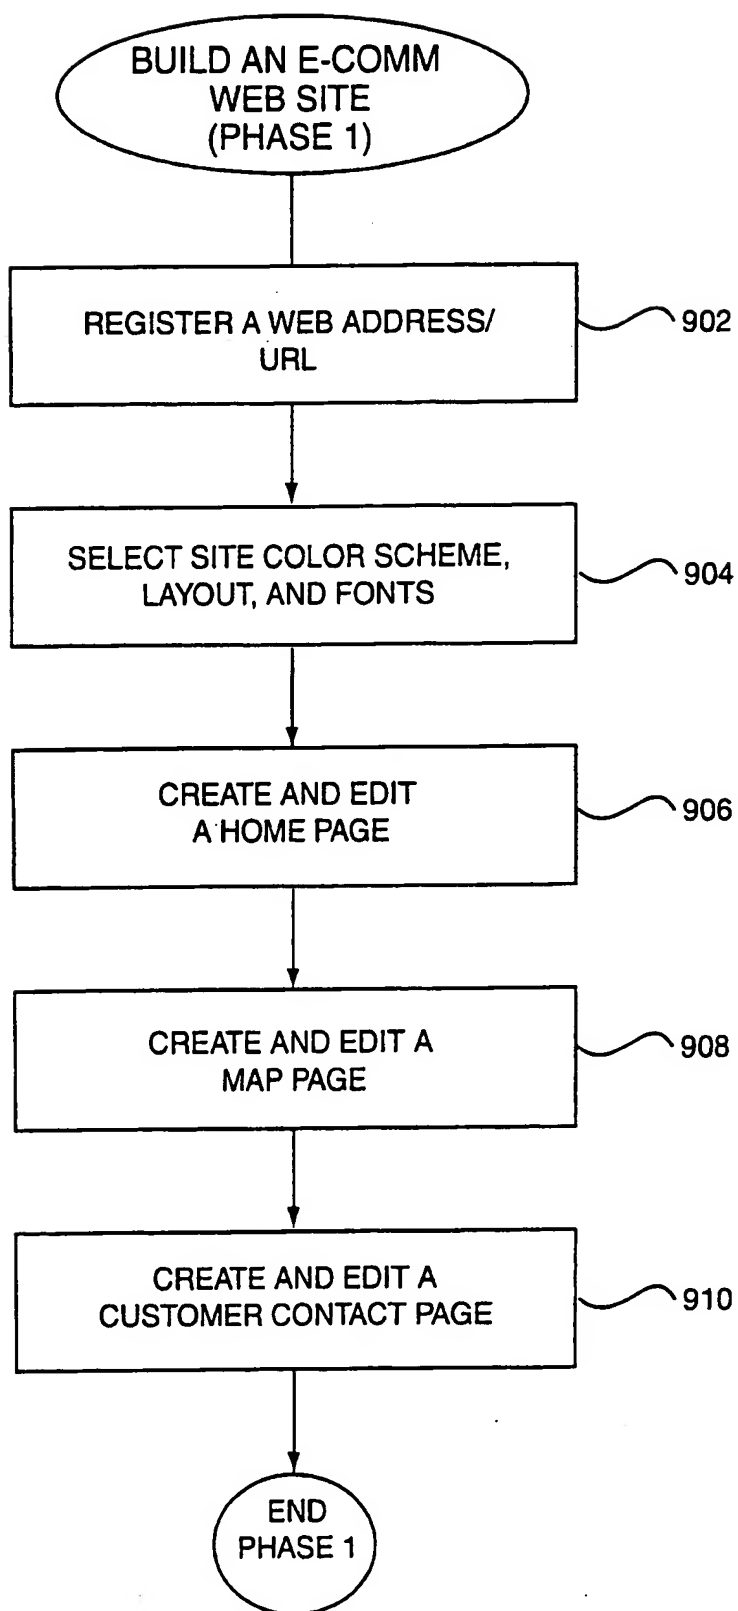 BUILD AN E-COMM
WEB SITE
(PHASE 1)
REGISTER A WEB ADDRESS/
URL
902
SELECT SITE COLOR SCHEME,
LAYOUT, AND FONTS
904
CREATE AND EDIT
A HOME PAGE
906
CREATE AND EDIT A
MAP PAGE
908
CREATE AND EDIT A
CUSTOMER CONTACT PAGE
910
END
PHASE 1